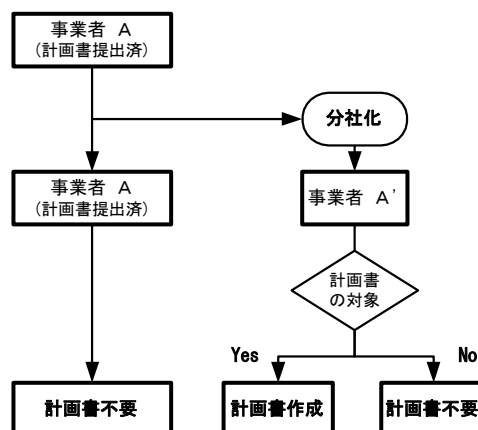 事業者 A
(計画書提出済)
分社化
事業者 A
(計画書提出済)
事業者 A'
計画書
の対象
Yes
No
計画書不要
計画書作成
計画書不要